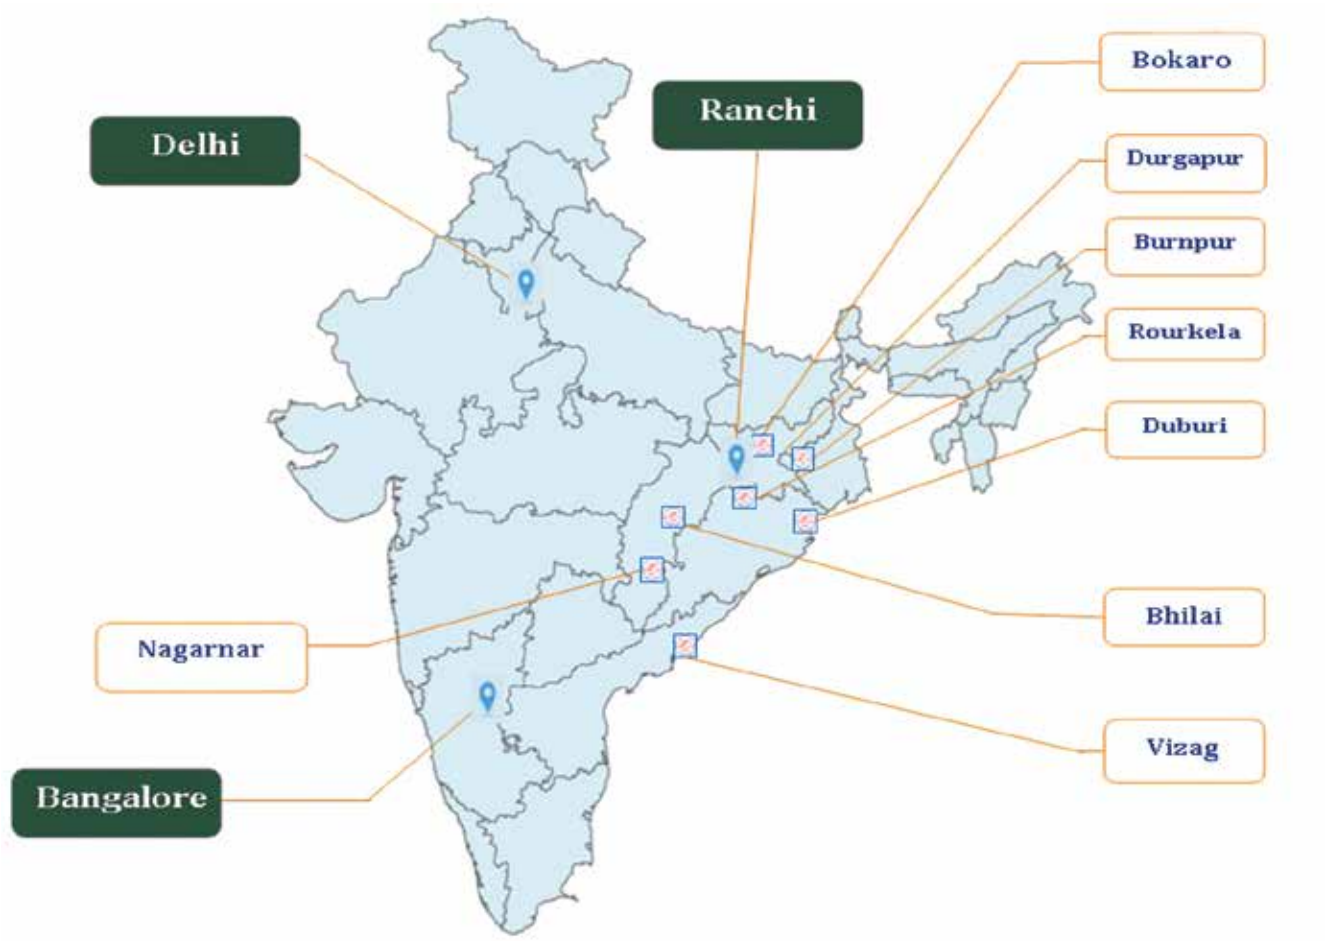 Bokaro
Ranchi
Delhi
Durgapur
Burnpur
Rourkela
Duburi
Bhilai
Nagarnar
Vizag
Bangalore